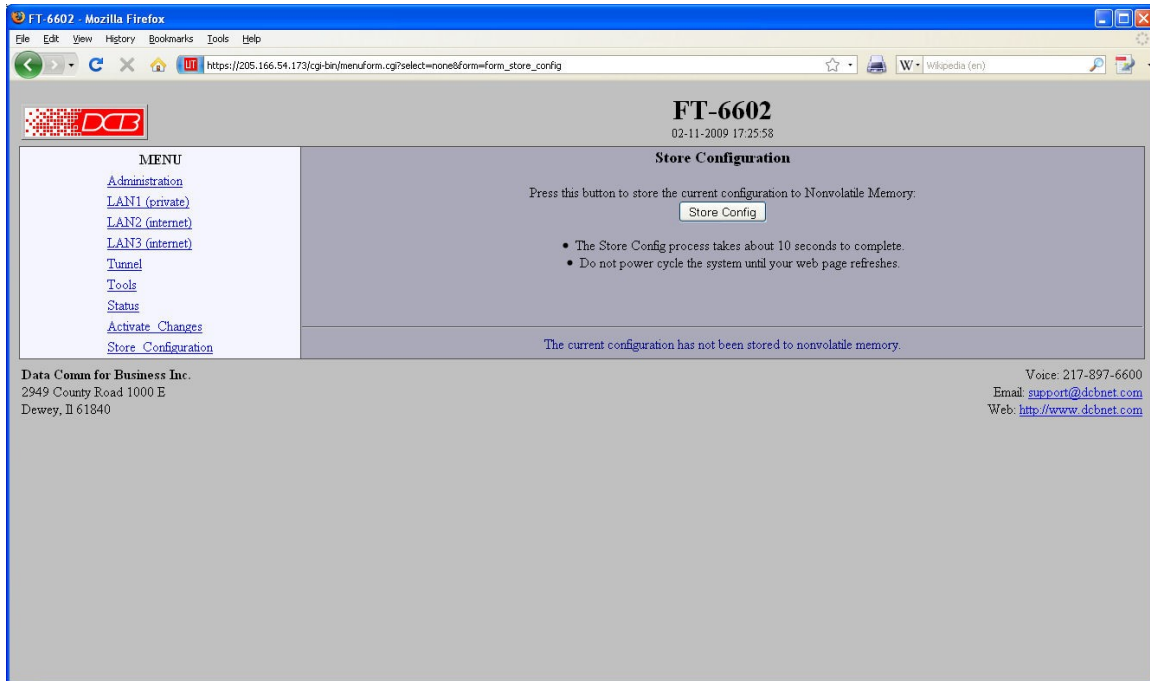 FT-6602 - Mozilla Firefox
File Edit View History Bookmarks Tools Help
UT https://205.166.54.173/cgi-bin/menuform.cgi?select=none&form=form_store_config W Wikipedia (en)
DCB
FT-6602
02-11-2009 17:25:58
MENU
Administration
LAN1 (private)
LAN2 (internet)
LAN3 (internet)
Tunnel
Tools
Status
Activate Changes
Store Configuration
Store Configuration
Press this button to store the current configuration to Nonvolatile Memory:
Store Config
• The Store Config process takes about 10 seconds to complete.
• Do not power cycle the system until your web page refreshes.
The current configuration has not been stored to nonvolatile memory.
Data Comm for Business Inc.
2949 County Road 1000 E
Dewey, Il 61840
Voice: 217-897-6600
Email: support@dcbnet.com
Web: http://www.dcbnet.com